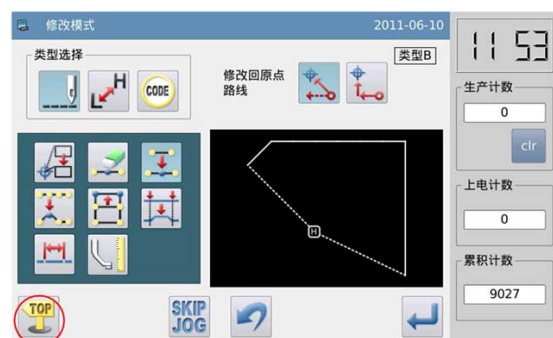 修改模式
2011-06-10
类型选择
H
L
CODE
修改回原点
路线
类型B
H
TOP
SKIP
JOG
11 53
生产计数
0
clr
上电计数
0
累积计数
9027